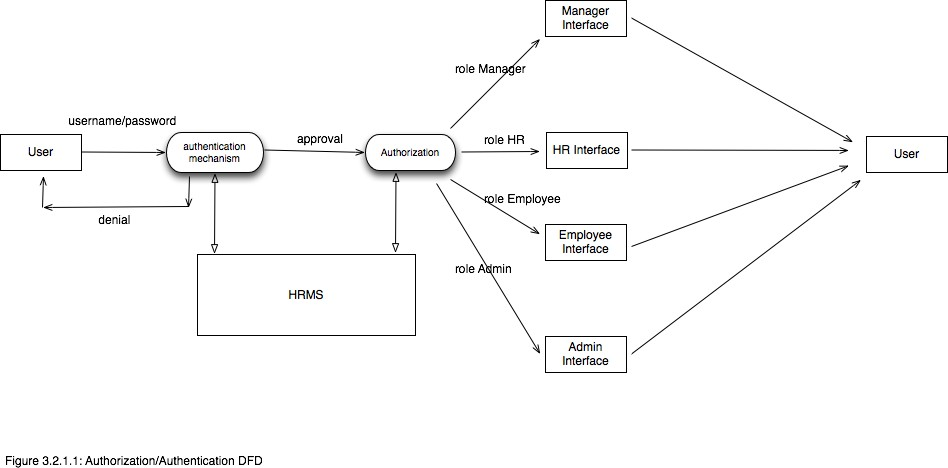 Manager
Interface
role Manager
username/password
User
authentication
mechanism
approval
Authorization
role HR
HR Interface
User
denial
role Employee
Employee
Interface
role Admin
HRMS
Admin
Interface
Figure 3.2.1.1: Authorization/Authentication DFD